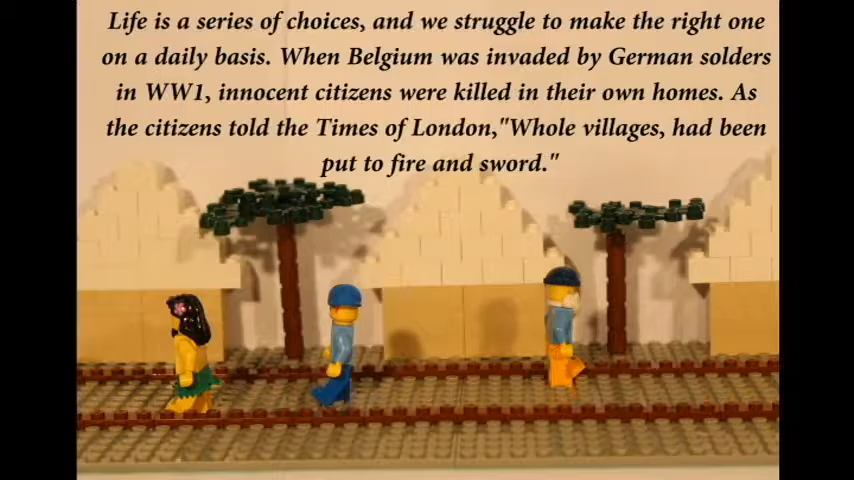 Life is a series of choices, and we struggle to make the right one
on a daily basis. When Belgium was invaded by German solders
in WW1, innocent citizens were killed in their own homes. As
the citizens told the Times of London,"Whole villages, had been
put to fire and sword."